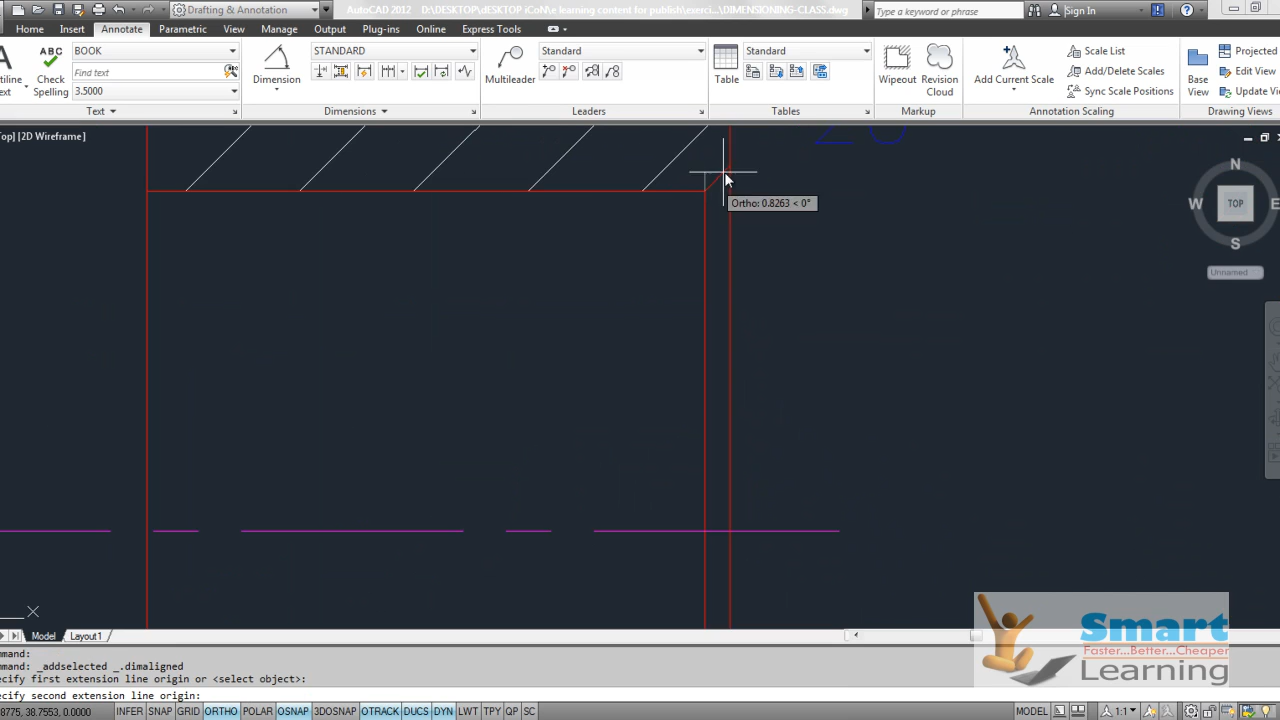 AutoCAD 2012 D:\DESKTOP\dESKTOP iCoN\e learning content for publish\exerci...\DIMENSIONING-CLASS.dwg
Drafting & Annotation
Type a keyword or phrase
Sign In
Home Insert Annotate Parametric View Manage Output Plug-ins Online Express Tools
BOOK
Find text
3.5000
ABC
Check
Spelling
Text
Dimension
STANDARD
Dimensions
Multileader
Standard
Leaders
Table
Standard
Tables
Wipeout
Revision
Cloud
Markup
Add Current Scale
Scale List
Add/Delete Scales
Sync Scale Positions
Annotation Scaling
Base
View
Projected
Edit View
Update Vi
Drawing Views
op] [2D Wireframe]
N
W TOP E
S
Unnamed
Ortho: 0.8263 < 0°
X
Model Layout1
mmand:
mmand: _addselected _.dimaligned
ecify first extension line origin or <select object>:
ecify second extension line origin:
8775, 38.7553, 0.0000
INFER SNAP GRID ORTHO POLAR OSNAP 3DOSNAP OTRACK DUCS DYN LWT TPY QP SC
MODEL
1:1
Smart
Faster...Better...Cheaper
Learning